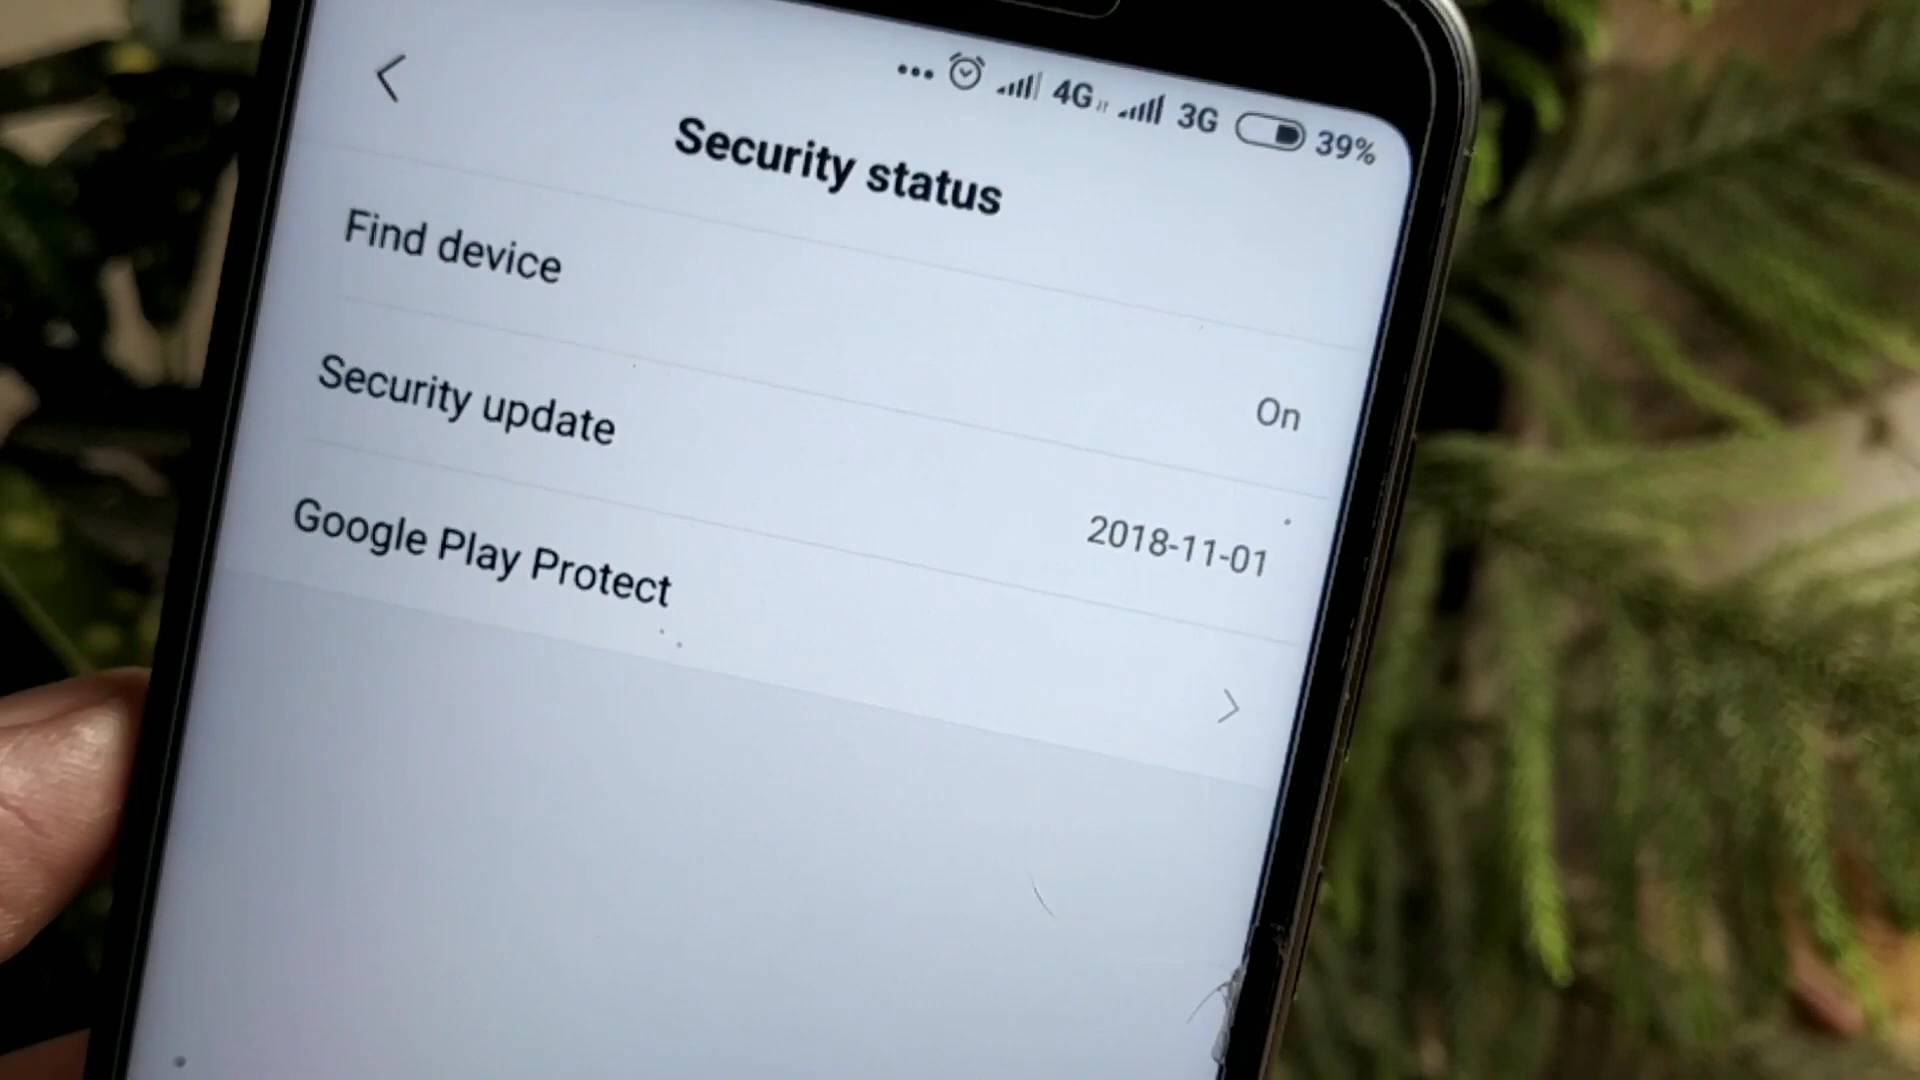 ... 4G 3G 39%
Security status
Find device On
Security update 2018-11-01
Google Play Protect